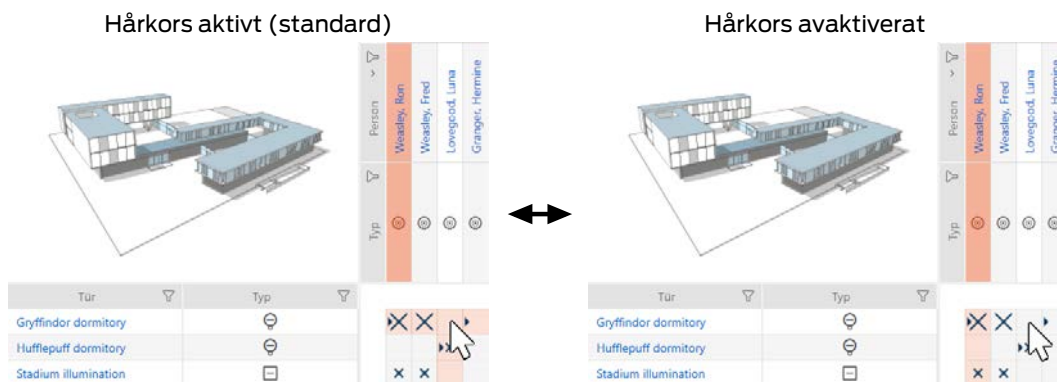 Hårkors aktivt (standard)
Hårkors avaktiverat
Person
Weasley, Ron
Weasley, Fred
Lovegood, Luna
Granger, Hermine
Typ
Tür
Typ
Gryffindor dormitory
Hufflepuff dormitory
Stadium illumination
Person
Weasley, Ron
Weasley, Fred
Lovegood, Luna
Granger, Hermine
Typ
Tür
Typ
Gryffindor dormitory
Hufflepuff dormitory
Stadium illumination